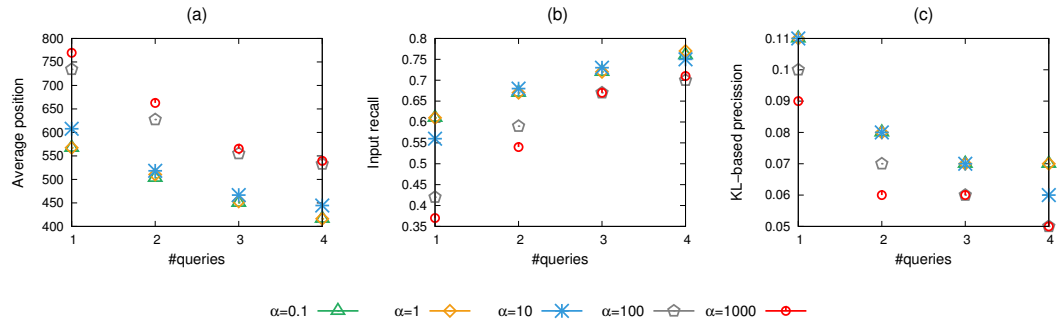 (a)
(b)
(c)
Average position
800
750
700
650
600
550
500
450
400
1
2
3
4
#queries
Input recall
0.8
0.75
0.7
0.65
0.6
0.55
0.5
0.45
0.4
0.35
1
2
3
4
#queries
KL−based precission
0.11
0.1
0.09
0.08
0.07
0.06
0.05
1
2
3
4
#queries
α=0.1
α=1
α=10
α=100
α=1000